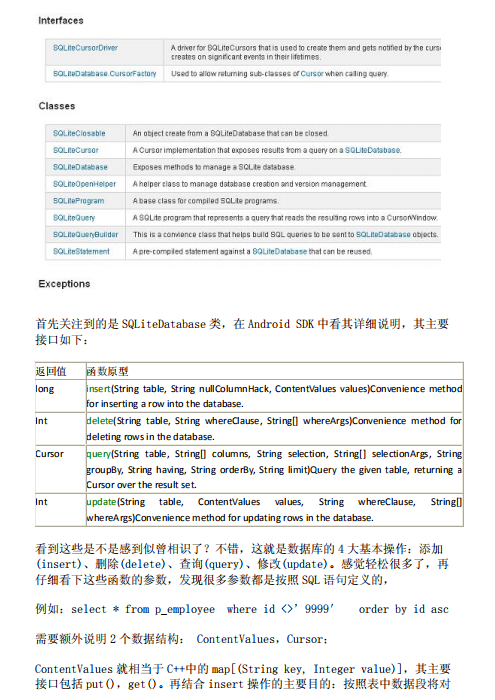 Interfaces
SQLiteCursorDriver A driver for SQLiteCursors that is used to create them and gets notified by the
creates on significant events in their lifetimes.
SQLiteDatabase.CursorFactory Used to allow returning sub-classes of Cursor when calling query.
Classes
SQLiteClosable An object create from a SQLiteDatabase that can be closed.
SQLiteCursor A Cursor implementation that exposes results from a query on a SQLiteDatabase.
SQLiteDatabase Exposes methods to manage a SQLite database.
SQLiteOpenHelper A helper class to manage database creation and version management.
SQLiteProgram A base class for compiled SQLite programs.
SQLiteQuery A SQLite program that represents a query that reads the resulting rows into a CursorWindow.
SQLiteQueryBuilder This is a convience class that helps build SQL queries to be sent to SQLiteDatabase objects.
SQLiteStatement A pre-compiled statement against a SQLiteDatabase that can be reused.
Exceptions
首先关注到的是 SQLiteDatabase 类，在 Android SDK 中看其详细说明，其主要
接口如下：
返回值 函数原型
long insert(String table, String nullColumnHack, ContentValues values)Convenience method
for inserting a row into the database.
Int delete(String table, String whereClause, String[] whereArgs)Convenience method for
deleting rows in the database.
Cursor query(String table, String[] columns, String selection, String[] selectionArgs, String
groupBy, String having, String orderBy, String limit)Query the given table, returning a
Cursor over the result set.
Int update(String table, ContentValues values, String whereClause, String[]
whereArgs)Convenience method for updating rows in the database.
看到这些是不是感到似曾相识了？不错，这就是数据库的 4 大基本操作：添加
(insert)、删除(delete)、查询(query)、修改(update)。感觉轻松很多了，再
仔细看下这些函数的参数，发现很多参数都是按照 SQL 语句定义的，
例如：select * from p_employee where id <>’ 9999′ order by id asc
需要额外说明 2 个数据结构： ContentValues，Cursor；
ContentValues 就相当于 C++中的 map[(String key, Integer value)]，其主要
接口包括 put()，get()。再结合 insert 操作的主要目的：按照表中数据段将对